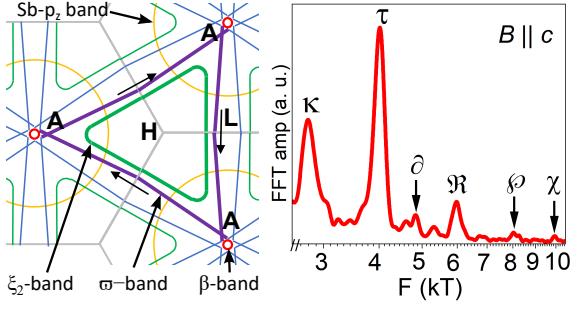 Sb-pz band
A
A
H
L
A
ξ2-band
ϖ−band
β-band
B || c
τ
κ
∂
ℜ
℘
χ
FFT amp (a. u.)
3 4 5 6 7 8 9 10
F (kT)